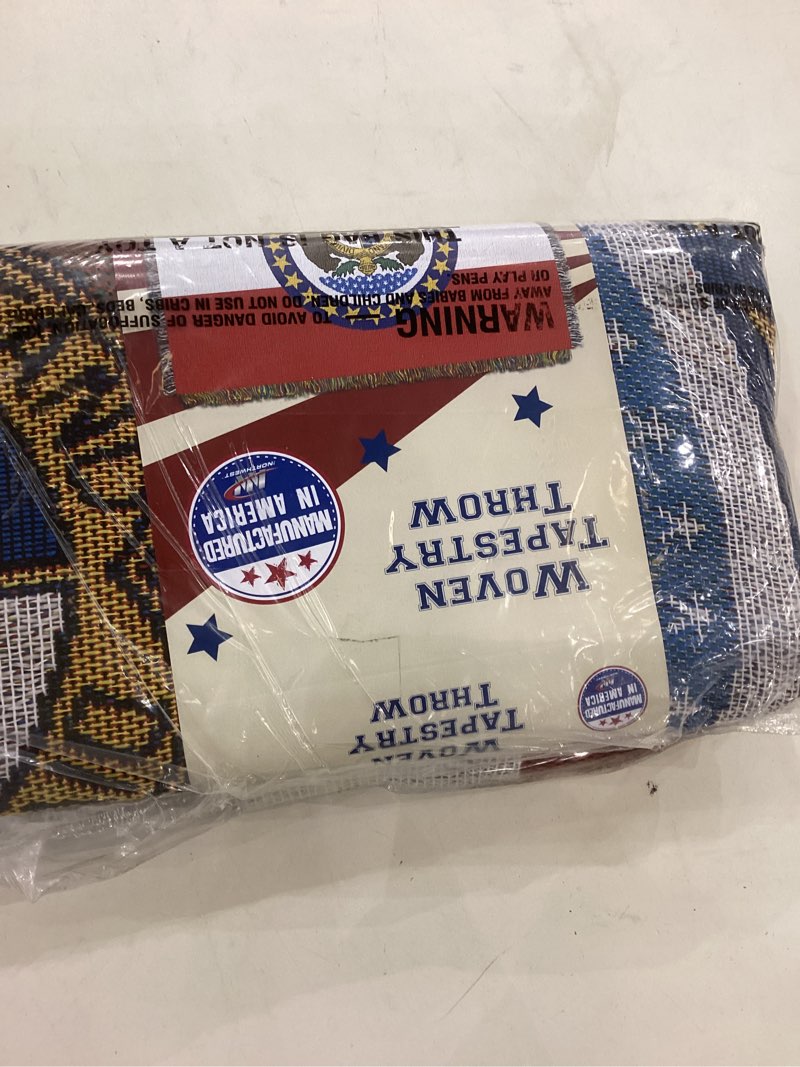 WOVEN
TAPESTRY
THROW
MANUFACTURED
IN AMERICA
NORTHWEST
WOVEN
TAPESTRY
THROW
MANUFACTURED
IN AMERICA
WARNING — TO AVOID DANGER OF SUFFOCATION, KEEP
AWAY FROM BABIES AND CHILDREN. DO NOT USE IN CRIBS, BEDS,
OR PLAY PENS
THIS BAG IS NOT A TOY